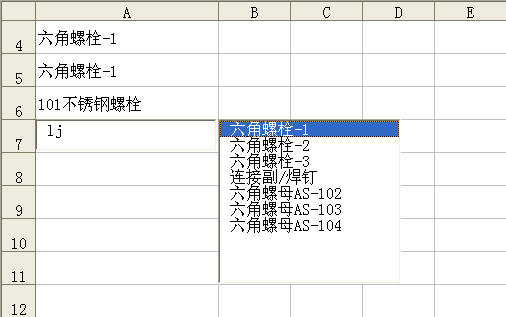 A B C D E
4 六角螺栓-1
5 六角螺栓-1
6 101不锈钢螺栓
7 lj
六角螺栓-1
六角螺栓-2
六角螺栓-3
连接副/焊钉
六角螺母AS-102
六角螺母AS-103
六角螺母AS-104
8
9
10
11
12